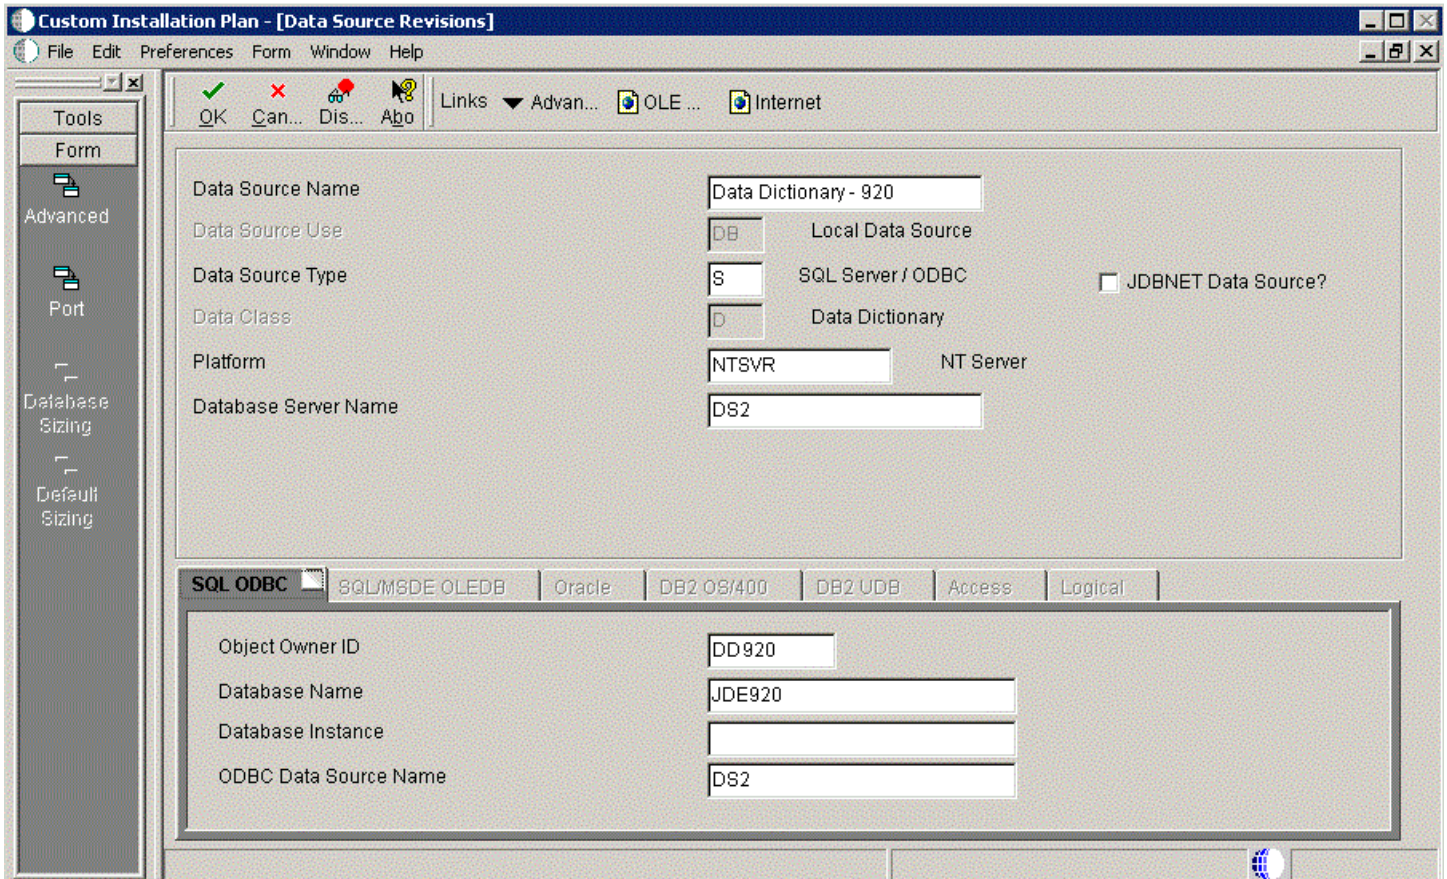 Custom Installation Plan - [Data Source Revisions]
File Edit Preferences Form Window Help
Tools
Form
Advanced
Port
Database Sizing
Default Sizing
OK Can... Dis... Abo Links Advan... OLE ... Internet
Data Source Name Data Dictionary - 920
Data Source Use DB Local Data Source
Data Source Type S SQL Server / ODBC JDBNET Data Source?
Data Class D Data Dictionary
Platform NTSVR NT Server
Database Server Name DS2
SQL ODBC SQL/MSDE OLEDB Oracle DB2 OS/400 DB2 UDB Access Logical
Object Owner ID DD920
Database Name JDE920
Database Instance
ODBC Data Source Name DS2